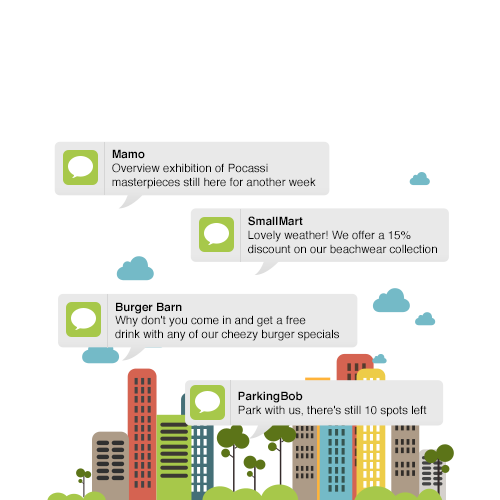 Mamo
Overview exhibition of Pocassi
masterpieces still here for another week
SmallMart
Lovely weather! We offer a 15%
discount on our beachwear collection
Burger Barn
Why don't you come in and get a free
drink with any of our cheezy burger specials
ParkingBob
Park with us, there's still 10 spots left